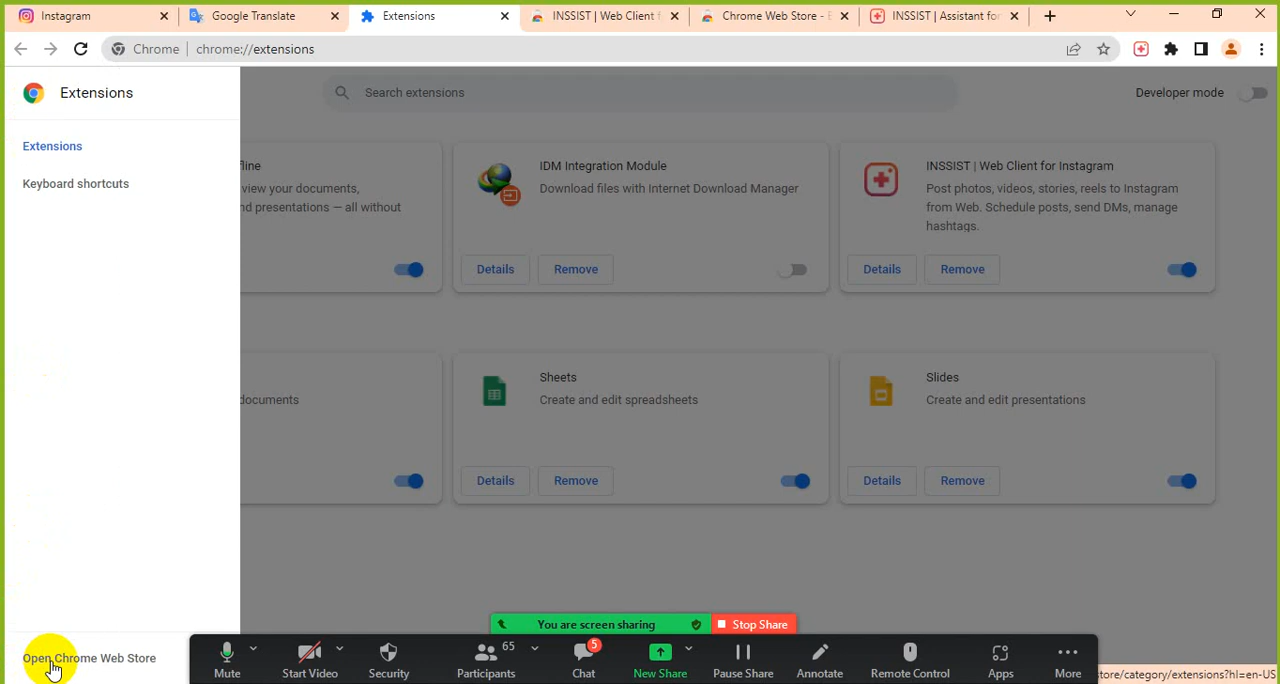 Instagram
Google Translate
Extensions
INSSIST | Web Client f
Chrome Web Store - E
INSSIST | Assistant for
Chrome
chrome://extensions
Extensions
Search extensions
Developer mode
Extensions
Keyboard shortcuts
fline
view your documents,
nd presentations — all without
IDM Integration Module
Download files with Internet Download Manager
Details
Remove
INSSIST | Web Client for Instagram
Post photos, videos, stories, reels to Instagram
from Web. Schedule posts, send DMs, manage
hashtags.
Details
Remove
documents
Sheets
Create and edit spreadsheets
Details
Remove
Slides
Create and edit presentations
Details
Remove
You are screen sharing
Stop Share
Open Chrome Web Store
Mute
Start Video
Security
Participants
65
Chat
5
New Share
Pause Share
Annotate
Remote Control
Apps
More
store/category/extensions?hl=en-US